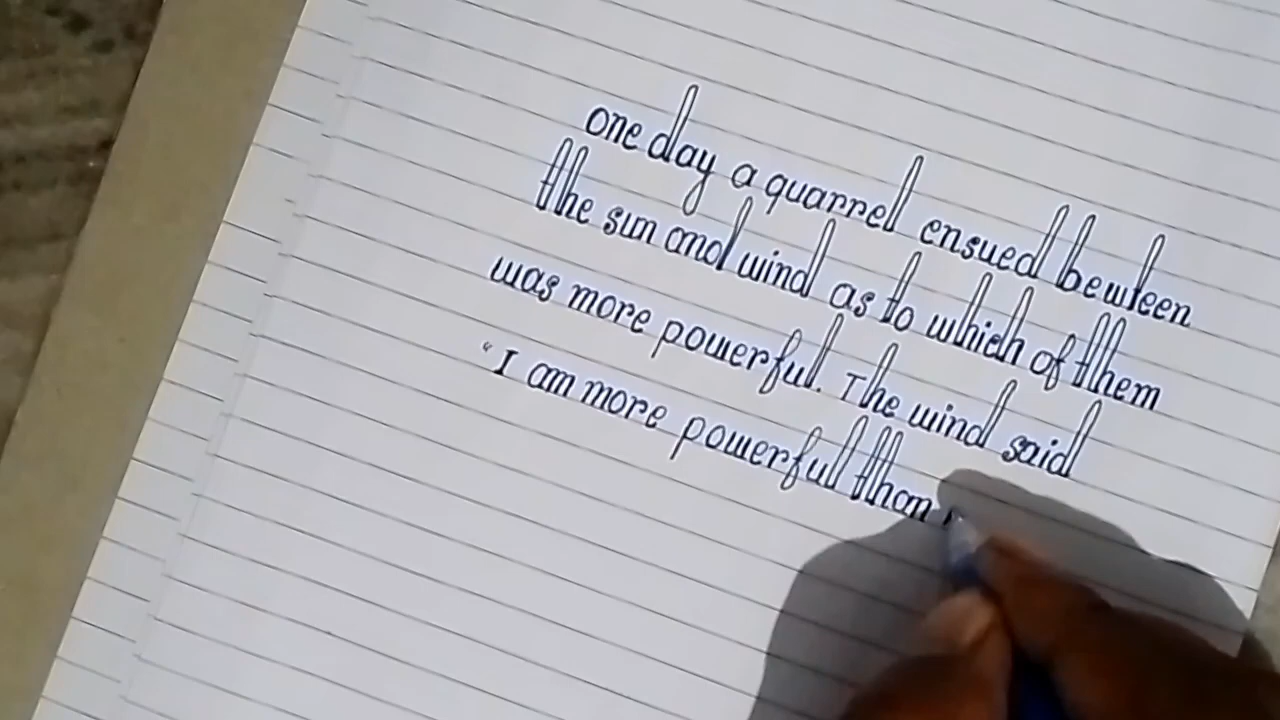 one day a quarrel ensued bewteen
the sun and wind as to which of them
was more powerful. The wind said
"I am more powerful than